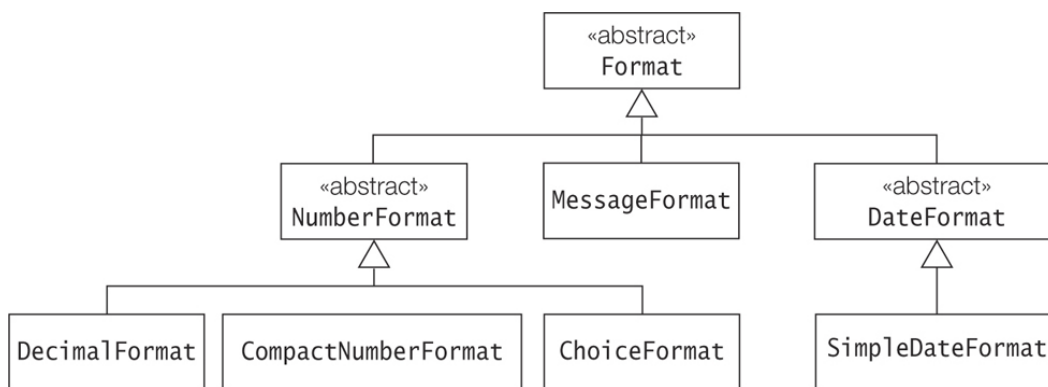 «abstract»
Format
«abstract»
NumberFormat
MessageFormat
«abstract»
DateFormat
DecimalFormat
CompactNumberFormat
ChoiceFormat
SimpleDateFormat